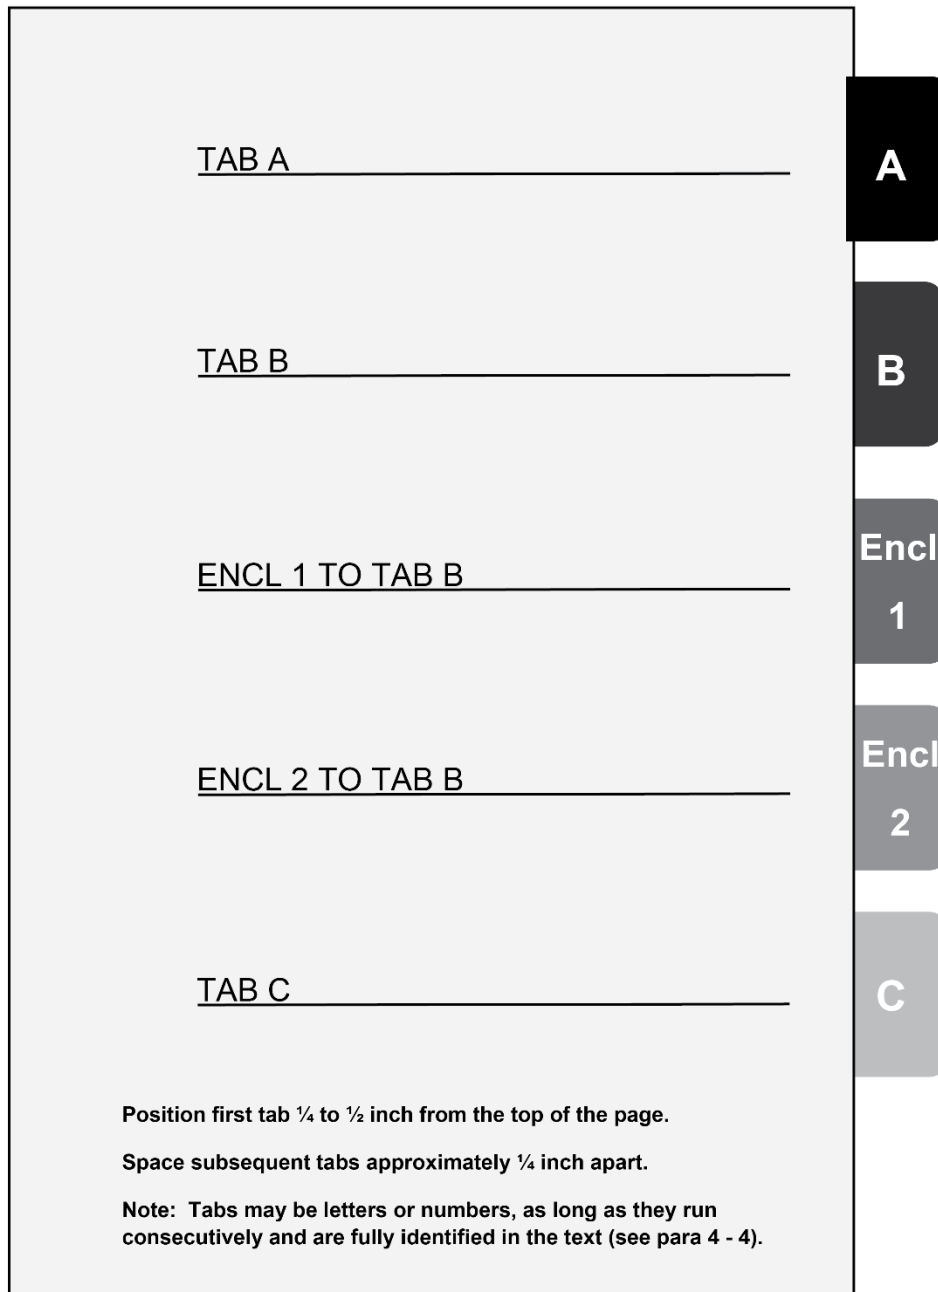 TAB A
A
TAB B
B
ENCL 1 TO TAB B
Encl
1
ENCL 2 TO TAB B
Encl
2
TAB C
C
Position first tab ¼ to ½ inch from the top of the page.
Space subsequent tabs approximately ¼ inch apart.
Note:  Tabs may be letters or numbers, as long as they run
consecutively and are fully identified in the text (see para 4 - 4).